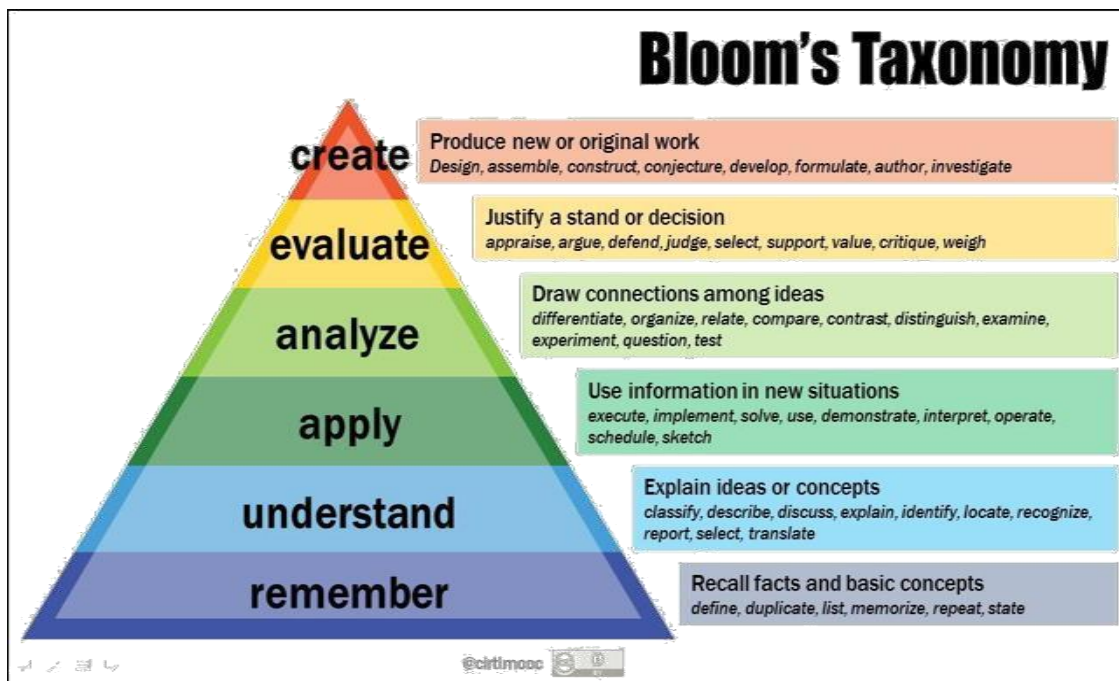 Bloom's Taxonomy
create
Produce new or original work
Design, assemble, construct, conjecture, develop, formulate, author, investigate
evaluate
Justify a stand or decision
appraise, argue, defend, judge, select, support, value, critique, weigh
analyze
Draw connections among ideas
differentiate, organize, relate, compare, contrast, distinguish, examine,
experiment, question, test
apply
Use information in new situations
execute, implement, solve, use, demonstrate, interpret, operate,
schedule, sketch
understand
Explain ideas or concepts
classify, describe, discuss, explain, identify, locate, recognize,
report, select, translate
remember
Recall facts and basic concepts
define, duplicate, list, memorize, repeat, state
@cirtlmooc